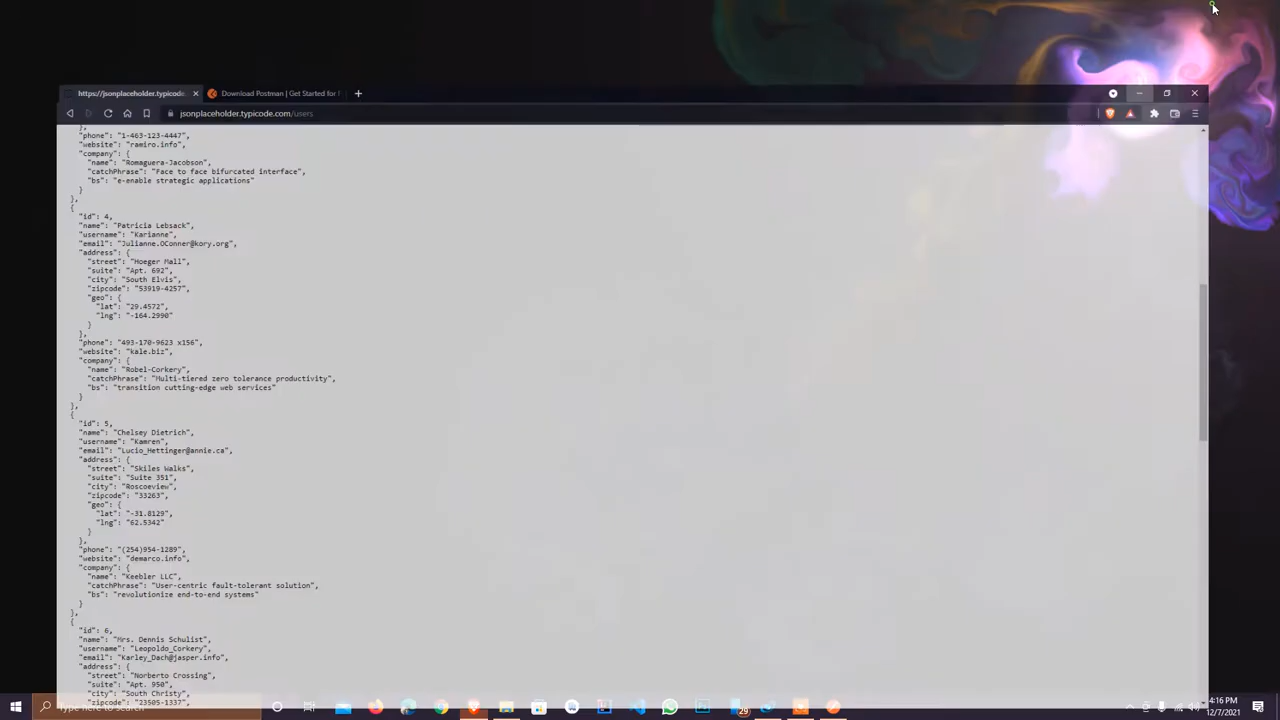 https://jsonplaceholder.typicode.
Download Postman | Get Started for
jsonplaceholder.typicode.com/users
},
"phone": "1-463-123-4447",
"website": "ramiro.info",
"company": {
"name": "Romaguera-Jacobson",
"catchPhrase": "Face to face bifurcated interface",
"bs": "e-enable strategic applications"
}
},
{
"id": 4,
"name": "Patricia Lebsack",
"username": "Karianne",
"email": "Julianne.OConner@kory.org",
"address": {
"street": "Hoeger Mall",
"suite": "Apt. 692",
"city": "South Elvis",
"zipcode": "53919-4257",
"geo": {
"lat": "29.4572",
"lng": "-164.2990"
}
},
"phone": "493-170-9623 x156",
"website": "kale.biz",
"company": {
"name": "Robel-Corkery",
"catchPhrase": "Multi-tiered zero tolerance productivity",
"bs": "transition cutting-edge web services"
}
},
{
"id": 5,
"name": "Chelsey Dietrich",
"username": "Kamren",
"email": "Lucio_Hettinger@annie.ca",
"address": {
"street": "Skiles Walks",
"suite": "Suite 351",
"city": "Roscoeview",
"zipcode": "33263",
"geo": {
"lat": "-31.8129",
"lng": "62.5342"
}
},
"phone": "(254)954-1289",
"website": "demarco.info",
"company": {
"name": "Keebler LLC",
"catchPhrase": "User-centric fault-tolerant solution",
"bs": "revolutionize end-to-end systems"
}
},
{
"id": 6,
"name": "Mrs. Dennis Schulist",
"username": "Leopoldo_Corkery",
"email": "Karley_Dach@jasper.info",
"address": {
"street": "Norberto Crossing",
"suite": "Apt. 950",
"city": "South Christy",
"zipcode": "23505-1337",
Type here to search
29
4:16 PM
12/7/2021